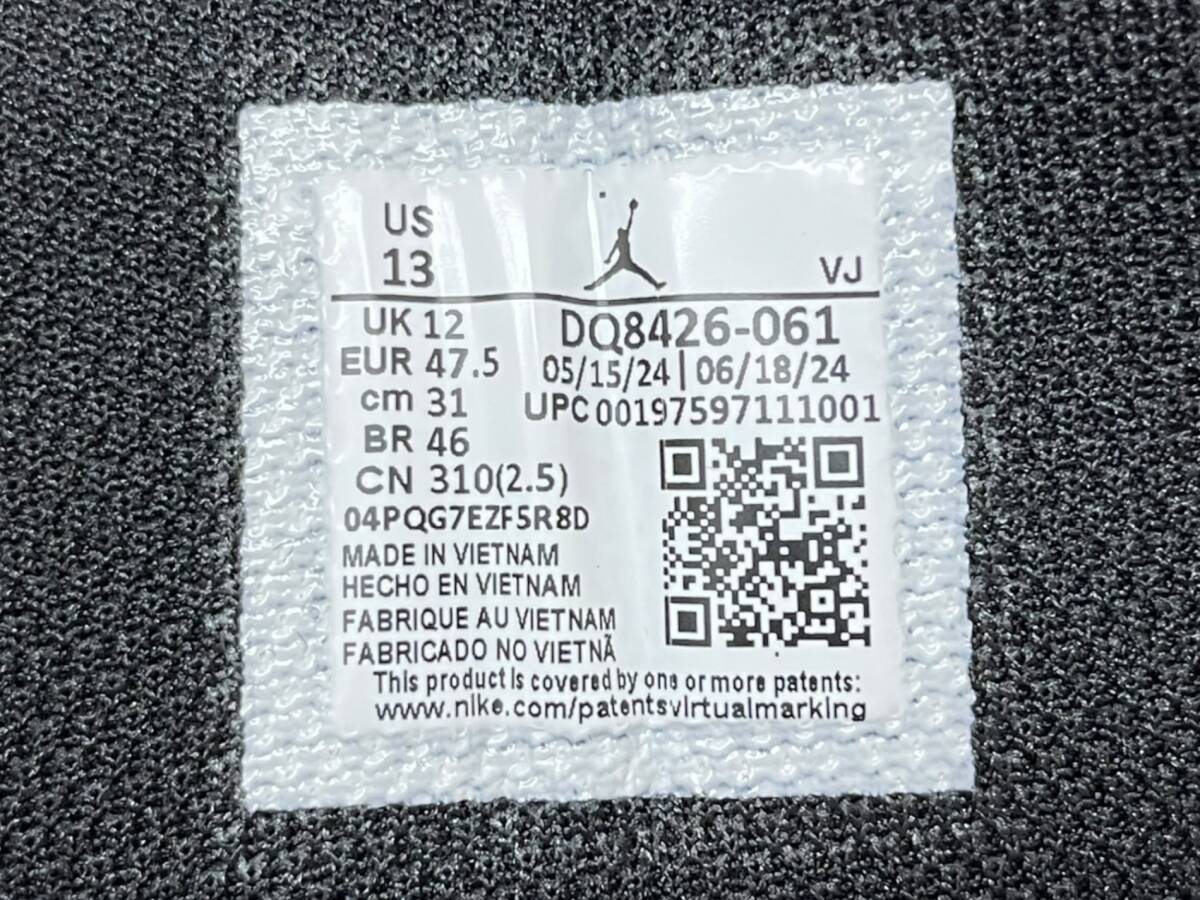 US
13
VJ
UK 12
EUR 47.5
cm 31
BR 46
CN 310(2.5)
DQ8426-061
05/15/24 | 06/18/24
UPC 00197597111001
04PQG7EZF5R8D
MADE IN VIETNAM
HECHO EN VIETNAM
FABRIQUE AU VIETNAM
FABRICADO NO VIETNÃ
This product is covered by one or more patents:
www.nike.com/patentsvirtualmarking